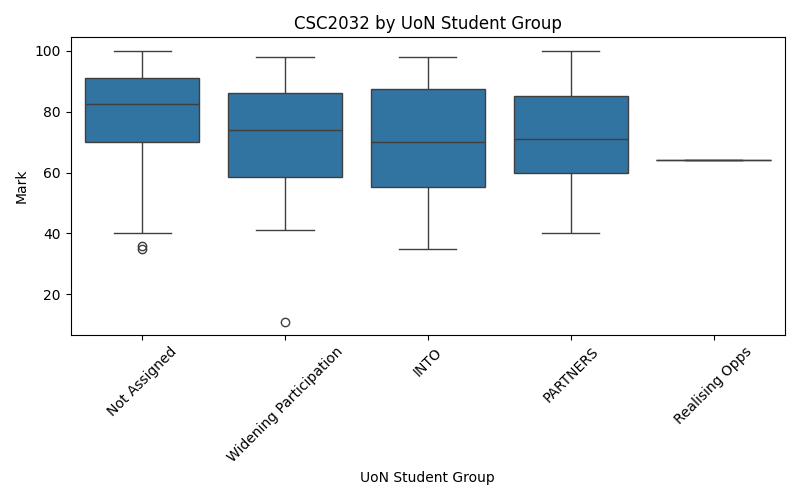 CSC2032 by UoN Student Group
Mark
100
80
60
40
20
Not Assigned
Widening Participation
INTO
PARTNERS
Realising Opps
UoN Student Group